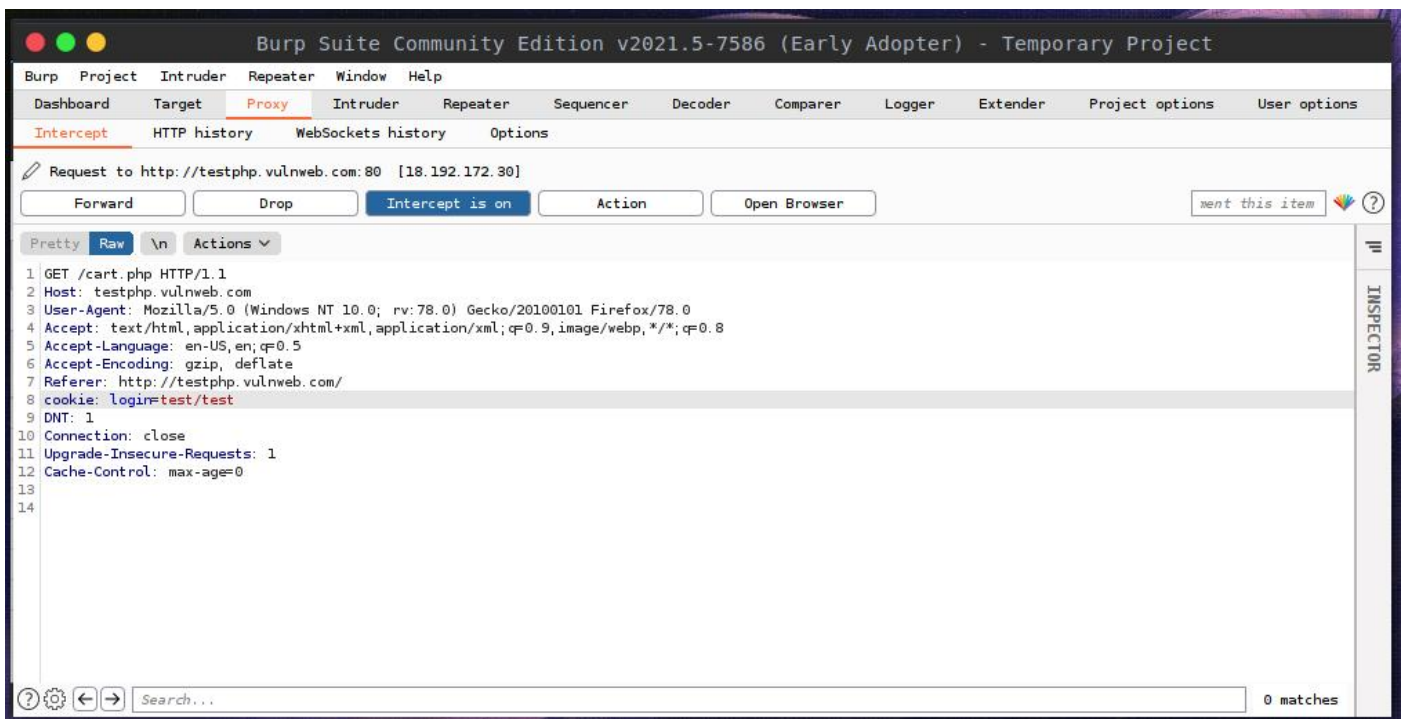 Burp Suite Community Edition v2021.5-7586 (Early Adopter) - Temporary Project
Burp Project Intruder Repeater Window Help
Dashboard Target Proxy Intruder Repeater Sequencer Decoder Comparer Logger Extender Project options User options
Intercept HTTP history WebSockets history Options
Request to http://testphp.vulnweb.com:80 [18.192.172.30]
Forward Drop Intercept is on Action Open Browser ment this item ?
Pretty Raw \n Actions
INSPECTOR
1 GET /cart.php HTTP/1.1
2 Host: testphp.vulnweb.com
3 User-Agent: Mozilla/5.0 (Windows NT 10.0; rv:78.0) Gecko/20100101 Firefox/78.0
4 Accept: text/html,application/xhtml+xml,application/xml;q=0.9,image/webp,*/*;q=0.8
5 Accept-Language: en-US,en;q=0.5
6 Accept-Encoding: gzip, deflate
7 Referer: http://testphp.vulnweb.com/
8 cookie: login=test/test
9 DNT: 1
10 Connection: close
11 Upgrade-Insecure-Requests: 1
12 Cache-Control: max-age=0
13
14
? Search... 0 matches